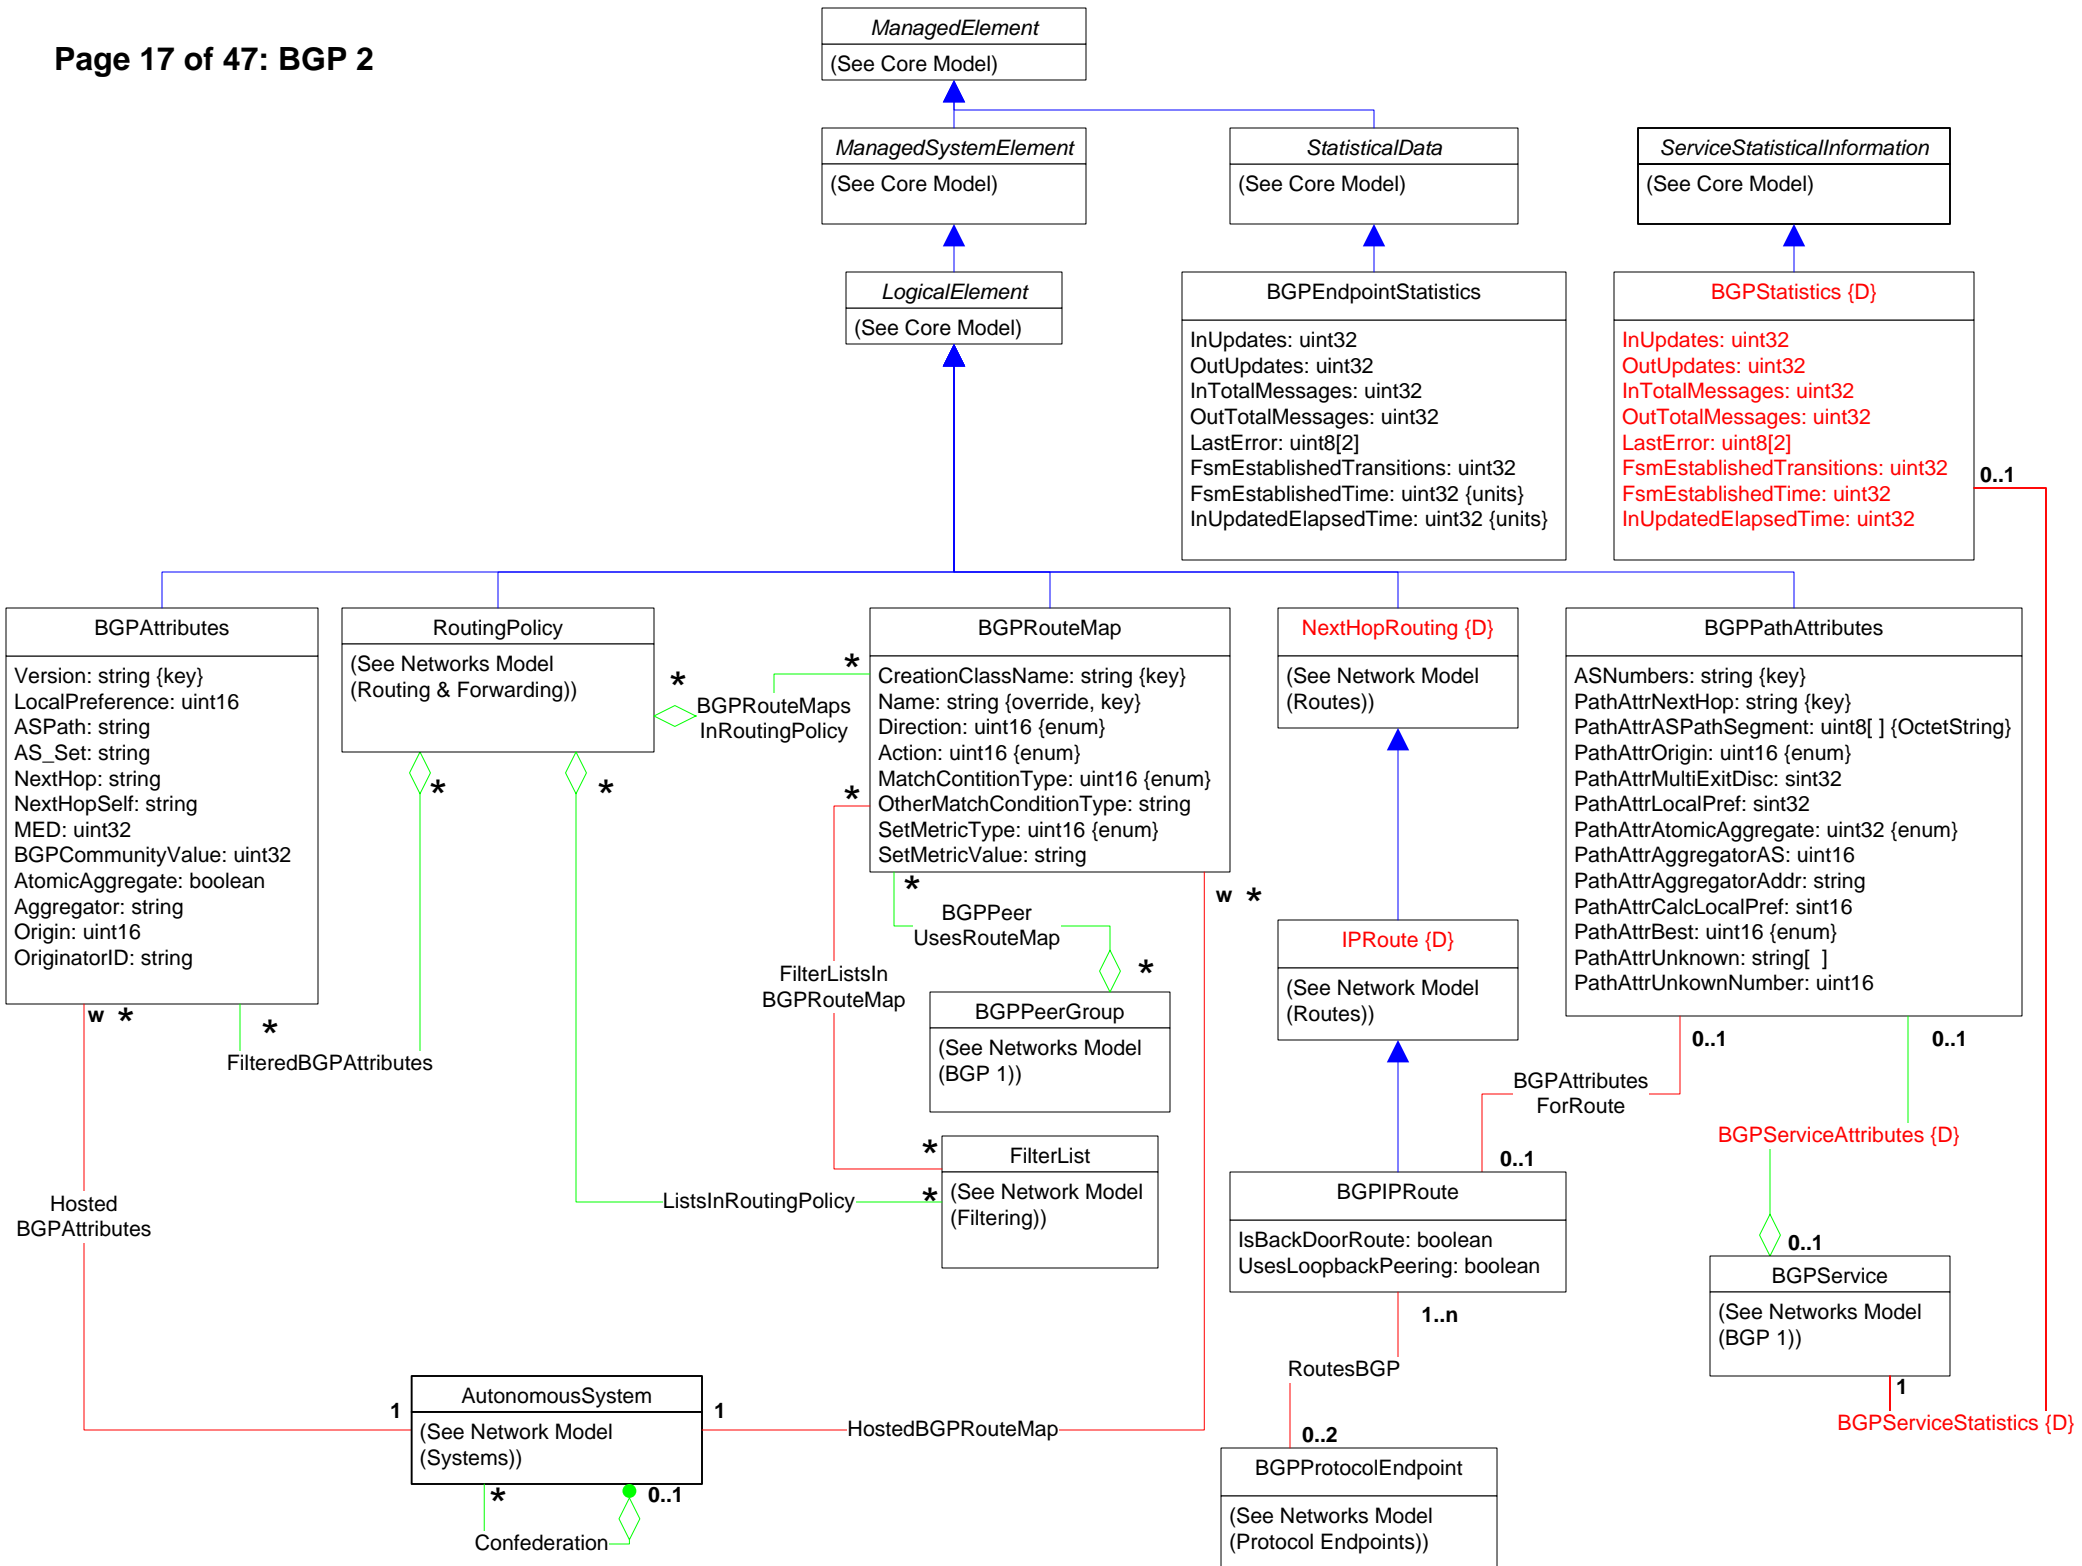 Page 17 of 47: BGP 2
ManagedElement
(See Core Model)
ManagedSystemElement
(See Core Model)
StatisticalData
(See Core Model)
ServiceStatisticalInformation
(See Core Model)
LogicalElement
(See Core Model)
BGPEndpointStatistics
InUpdates: uint32
OutUpdates: uint32
InTotalMessages: uint32
OutTotalMessages: uint32
LastError: uint8[2]
FsmEstablishedTransitions: uint32
FsmEstablishedTime: uint32 {units}
InUpdatedElapsedTime: uint32 {units}
BGPStatistics {D}
InUpdates: uint32
OutUpdates: uint32
InTotalMessages: uint32
OutTotalMessages: uint32
LastError: uint8[2]
FsmEstablishedTransitions: uint32
FsmEstablishedTime: uint32
InUpdatedElapsedTime: uint32
0..1
BGPAttributes
Version: string {key}
LocalPreference: uint16
ASPath: string
AS_Set: string
NextHop: string
NextHopSelf: string
MED: uint32
BGPCommunityValue: uint32
AtomicAggregate: boolean
Aggregator: string
Origin: uint16
OriginatorID: string
w *
*
RoutingPolicy
(See Networks Model
(Routing & Forwarding))
*
*
*
BGPRouteMaps
InRoutingPolicy
*
*
BGPRouteMap
CreationClassName: string {key}
Name: string {override, key}
Direction: uint16 {enum}
Action: uint16 {enum}
MatchContitionType: uint16 {enum}
OtherMatchConditionType: string
SetMetricType: uint16 {enum}
SetMetricValue: string
*
w *
NextHopRouting {D}
(See Network Model
(Routes))
BGPPathAttributes
ASNumbers: string {key}
PathAttrNextHop: string {key}
PathAttrASPathSegment: uint8[ ] {OctetString}
PathAttrOrigin: uint16 {enum}
PathAttrMultiExitDisc: sint32
PathAttrLocalPref: sint32
PathAttrAtomicAggregate: uint32 {enum}
PathAttrAggregatorAS: uint16
PathAttrAggregatorAddr: string
PathAttrCalcLocalPref: sint16
PathAttrBest: uint16 {enum}
PathAttrUnknown: string[ ]
PathAttrUnkownNumber: uint16
0..1
0..1
BGPPeer
UsesRouteMap
*
FilterListsIn
BGPRouteMap
IPRoute {D}
(See Network Model
(Routes))
BGPPeerGroup
(See Networks Model
(BGP 1))
FilteredBGPAttributes
BGPAttributes
ForRoute
0..1
BGPServiceAttributes {D}
0..1
*
*
FilterList
(See Network Model
(Filtering))
ListsInRoutingPolicy
Hosted
BGPAttributes
BGPIPRoute
IsBackDoorRoute: boolean
UsesLoopbackPeering: boolean
1..n
BGPService
(See Networks Model
(BGP 1))
1
BGPServiceStatistics {D}
RoutesBGP
0..2
1
AutonomousSystem
(See Network Model
(Systems))
1
HostedBGPRouteMap
*
0..1
Confederation
BGPProtocolEndpoint
(See Networks Model
(Protocol Endpoints))